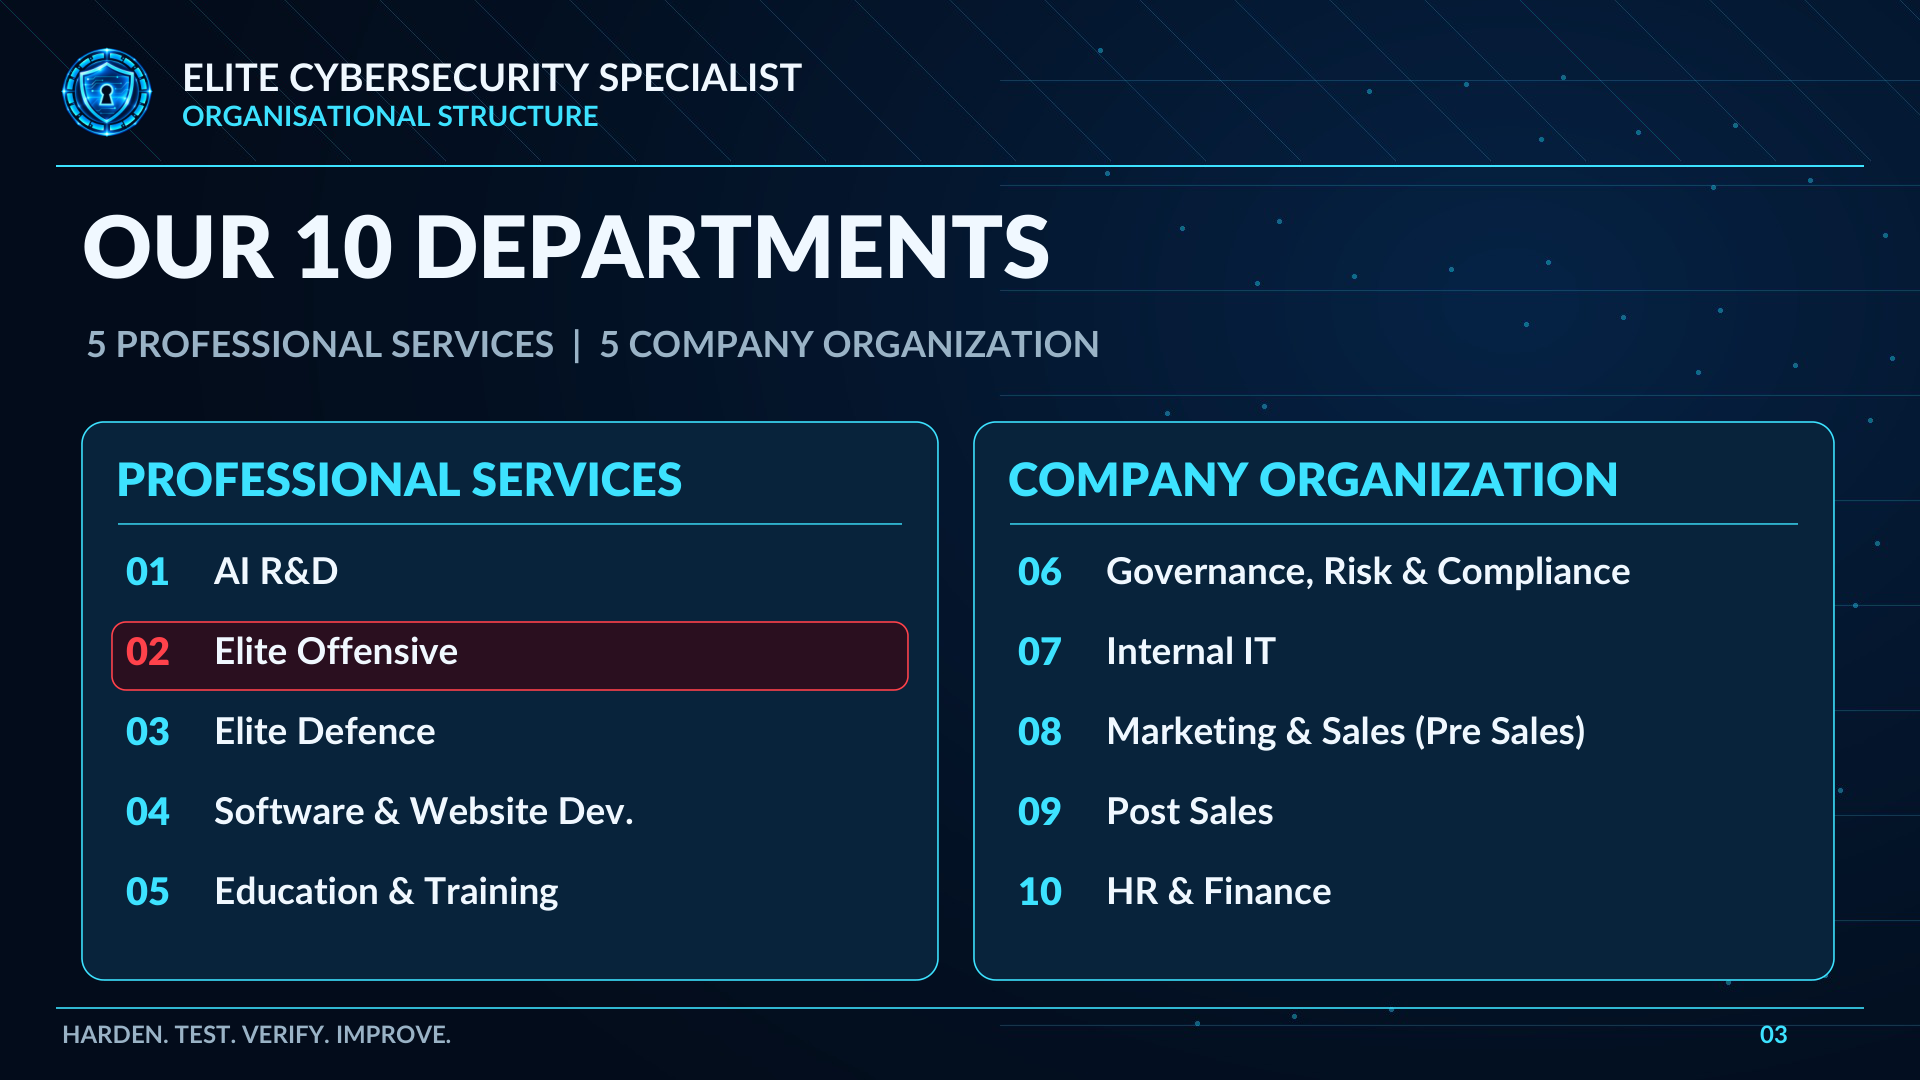 ELITE CYBERSECURITY SPECIALIST
ORGANISATIONAL STRUCTURE
OUR 10 DEPARTMENTS
5 PROFESSIONAL SERVICES | 5 COMPANY ORGANIZATION
PROFESSIONAL SERVICES
01 AI R&D
02 Elite Offensive
03 Elite Defence
04 Software & Website Dev.
05 Education & Training
COMPANY ORGANIZATION
06 Governance, Risk & Compliance
07 Internal IT
08 Marketing & Sales (Pre Sales)
09 Post Sales
10 HR & Finance
HARDEN. TEST. VERIFY. IMPROVE.
03